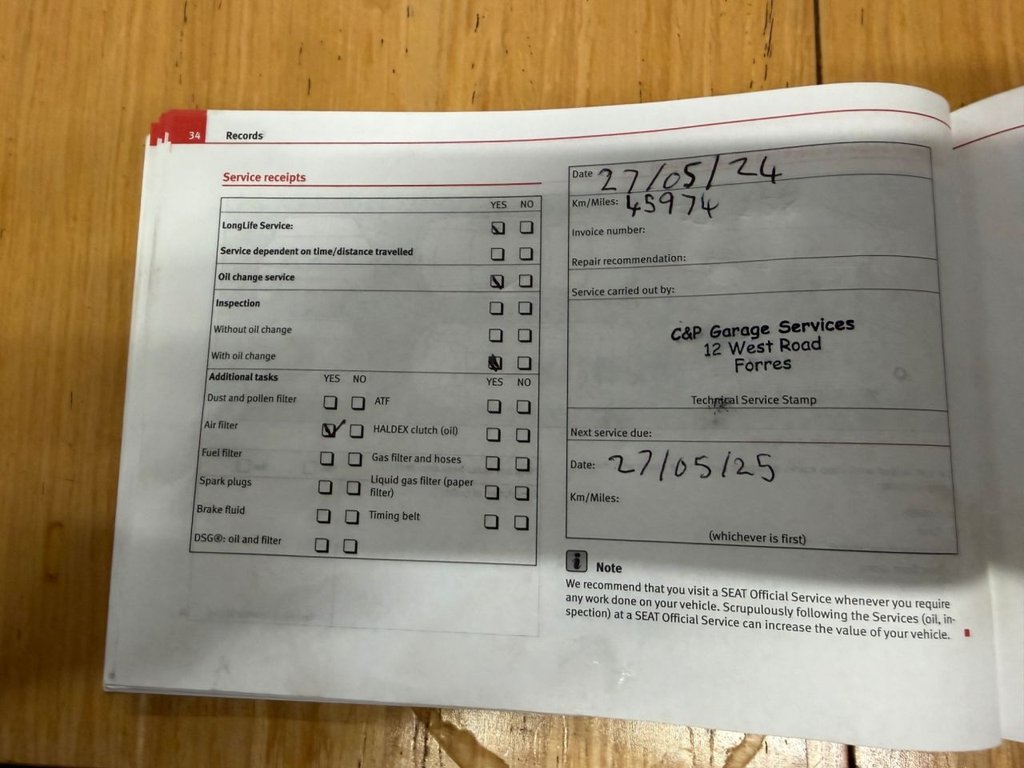 34 Records
Service receipts
YES NO
LongLife Service:
Service dependent on time/distance travelled
Oil change service
Inspection
Without oil change
With oil change
Additional tasks YES NO YES NO
Dust and pollen filter ATF
Air filter HALDEX clutch (oil)
Fuel filter Gas filter and hoses
Spark plugs Liquid gas filter (paper
filter)
Brake fluid Timing belt
DSG®: oil and filter
Date 27/05/24
Km/Miles: 45974
Invoice number:
Repair recommendation:
Service carried out by:
C&P Garage Services
12 West Road
Forres
Technical Service Stamp
Next service due:
Date: 27/05/25
Km/Miles:
(whichever is first)
i Note
We recommend that you visit a SEAT Official Service whenever you require
any work done on your vehicle. Scrupulously following the Services (oil, in-
spection) at a SEAT Official Service can increase the value of your vehicle.